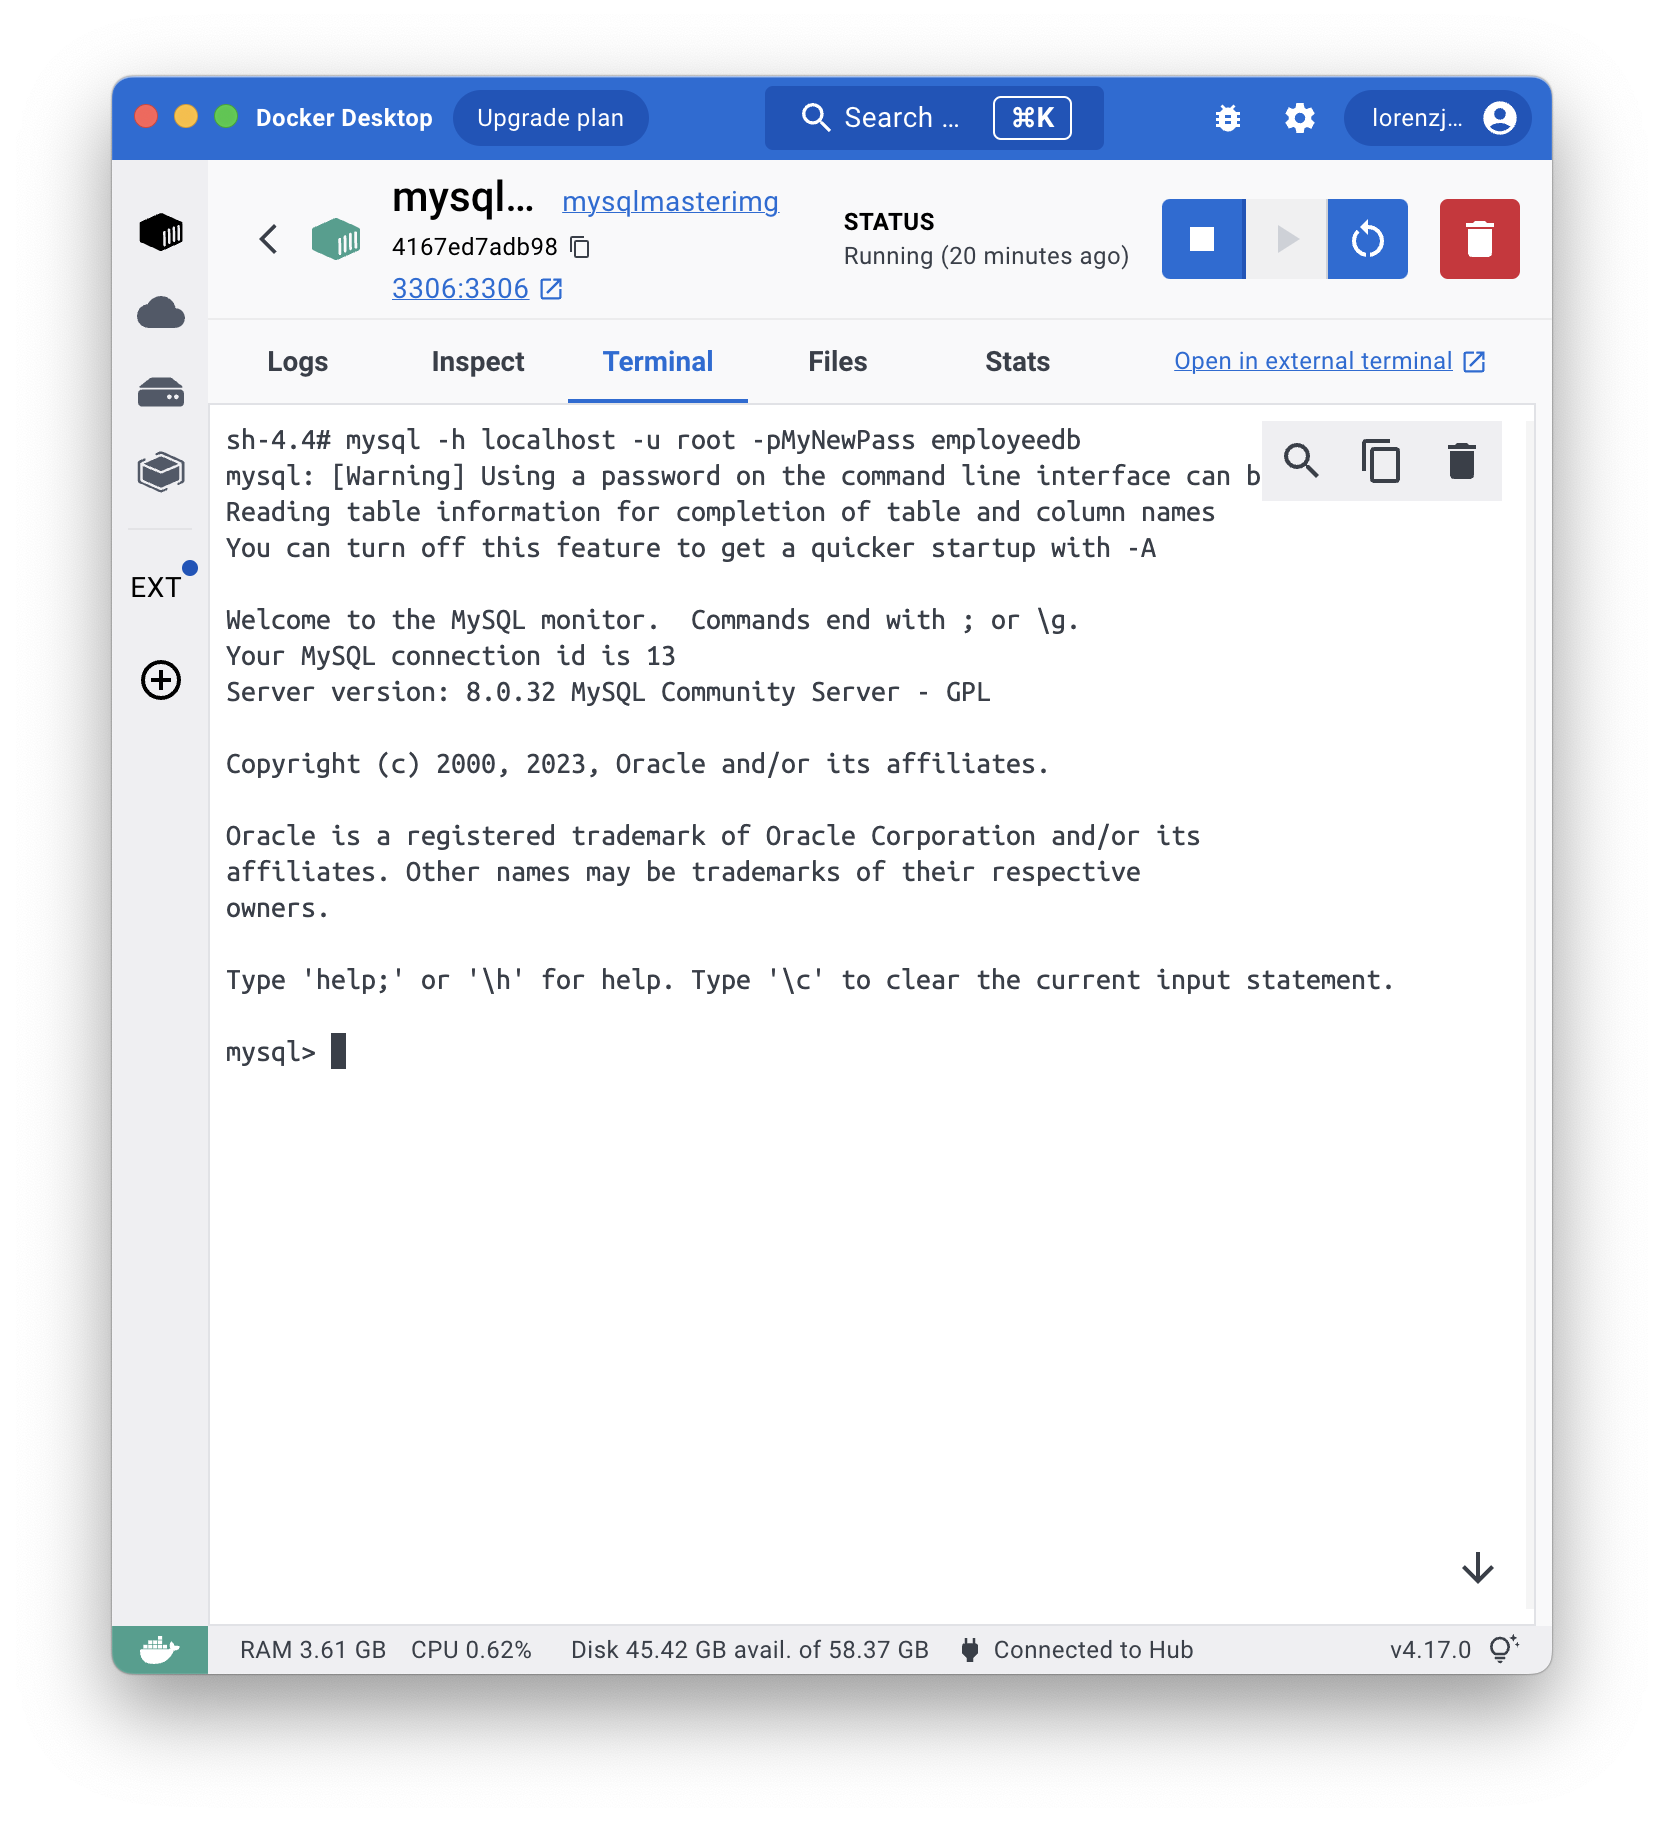 Docker Desktop Upgrade plan Search ... ⌘K lorenzj...
mysql... mysqlmasterimg
4167ed7adb98
3306:3306
STATUS
Running (20 minutes ago)
Logs Inspect Terminal Files Stats Open in external terminal
EXT
sh-4.4# mysql -h localhost -u root -pMyNewPass employeedb
mysql: [Warning] Using a password on the command line interface can b
Reading table information for completion of table and column names
You can turn off this feature to get a quicker startup with -A
Welcome to the MySQL monitor.  Commands end with ; or \g.
Your MySQL connection id is 13
Server version: 8.0.32 MySQL Community Server - GPL
Copyright (c) 2000, 2023, Oracle and/or its affiliates.
Oracle is a registered trademark of Oracle Corporation and/or its
affiliates. Other names may be trademarks of their respective
owners.
Type 'help;' or '\h' for help. Type '\c' to clear the current input statement.
mysql>
RAM 3.61 GB CPU 0.62% Disk 45.42 GB avail. of 58.37 GB Connected to Hub v4.17.0